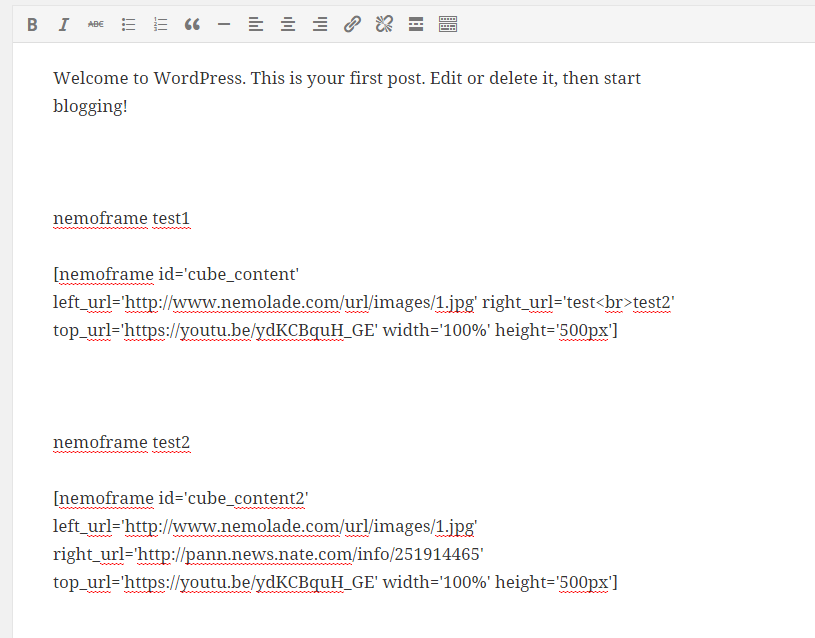 B I ABC
Welcome to WordPress. This is your first post. Edit or delete it, then start
blogging!
nemoframe test1
[nemoframe id='cube_content'
left_url='http://www.nemolade.com/url/images/1.jpg' right_url='test<br>test2'
top_url='https://youtu.be/ydKCBquH_GE' width='100%' height='500px']
nemoframe test2
[nemoframe id='cube_content2'
left_url='http://www.nemolade.com/url/images/1.jpg'
right_url='http://pann.news.nate.com/info/251914465'
top_url='https://youtu.be/ydKCBquH_GE' width='100%' height='500px']